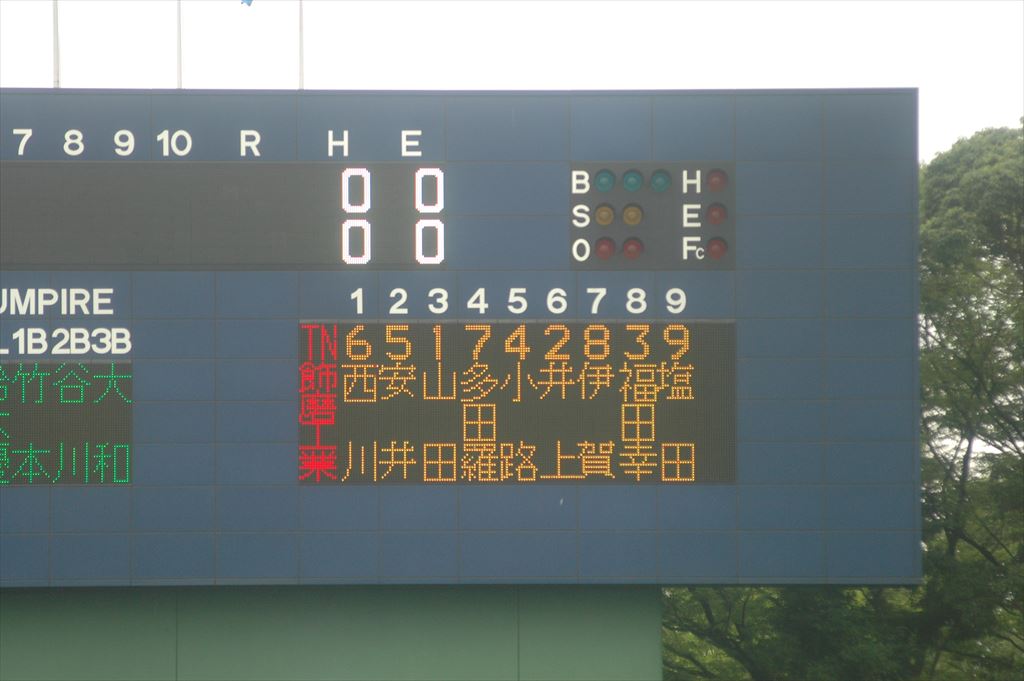 7 8 9 10 R H E
0 0
0 0
B H
S E
O Fc
UMPIRE
1 2 3 4 5 6 7 8 9
1B 2B 3B
TN 6 5 1 7 4 2 8 3 9
飾磨工業
西川
安井
山田
多田羅
小路
井上
伊賀
福田幸
塩田
竹本
谷川
大和